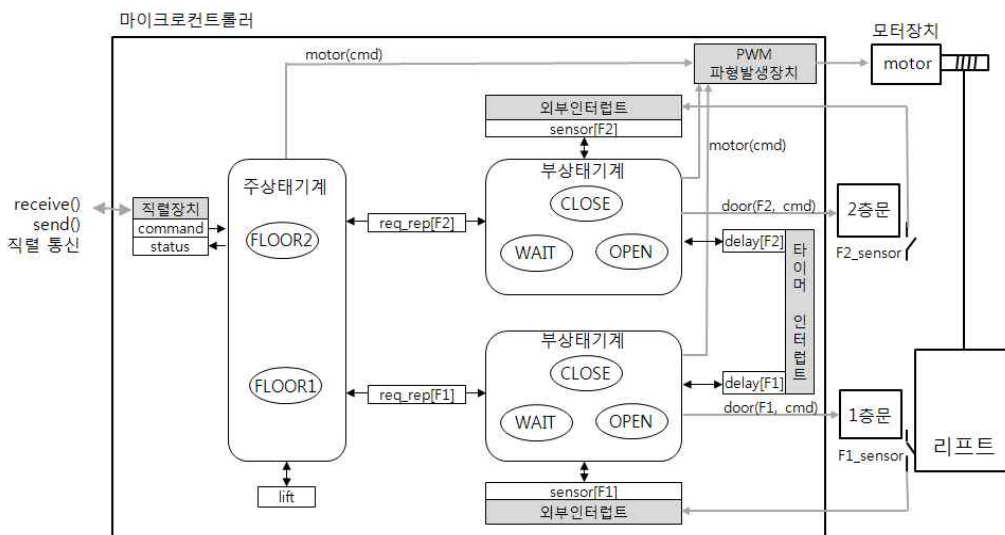 마이크로컨트롤러
모터장치
motor(cmd)
PWM
파형발생장치
motor
외부인터럽트
sensor[F2]
motor(cmd)
주상태기계
부상태기계
CLOSE
receive()
send()
직렬 통신
직렬장치
command
status
FLOOR2
req_rep[F2]
WAIT
OPEN
door(F2, cmd)
2층문
F2_sensor
delay[F2]
타이머 인터럽트
부상태기계
CLOSE
FLOOR1
req_rep[F1]
WAIT
OPEN
delay[F1]
door(F1, cmd)
1층문
F1_sensor
리프트
lift
sensor[F1]
외부인터럽트